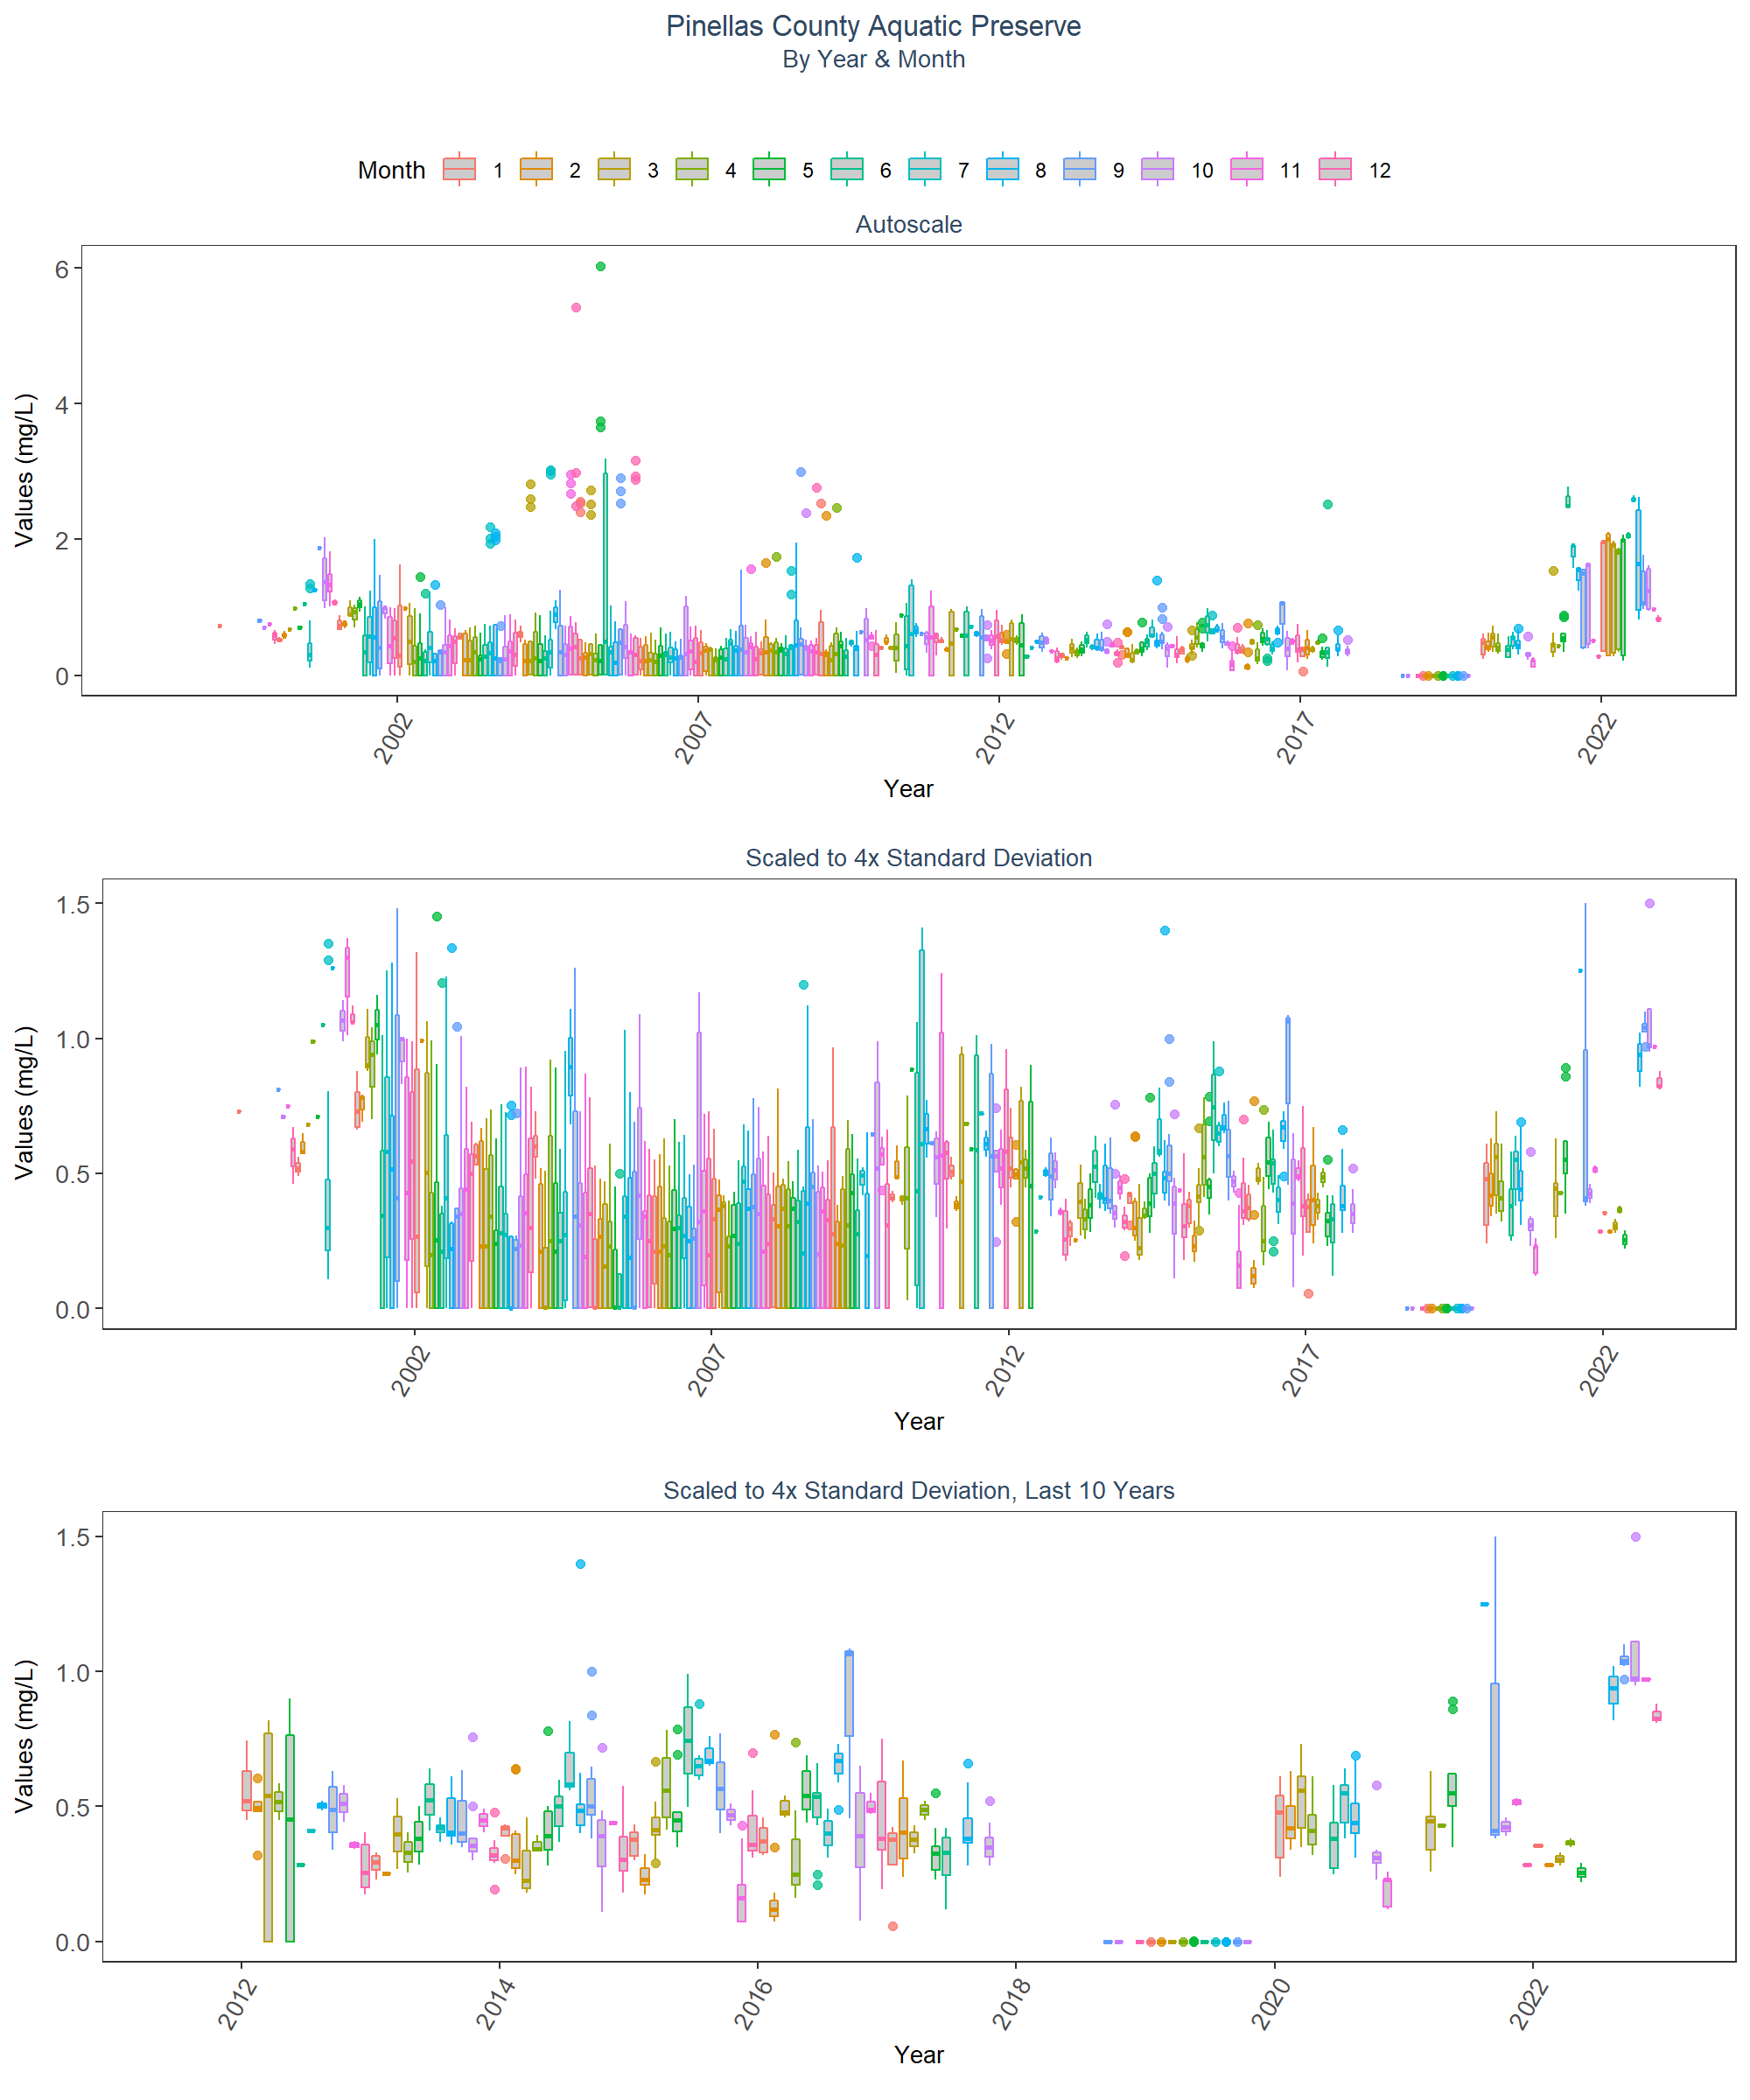 Pinellas County Aquatic Preserve
By Year & Month
Month 1 2 3 4 5 6 7 8 9 10 11 12
Autoscale
Values (mg/L)
6
4
2
0
2002 2007 2012 2017 2022
Year
Scaled to 4x Standard Deviation
Values (mg/L)
1.5
1.0
0.5
0.0
2002 2007 2012 2017 2022
Year
Scaled to 4x Standard Deviation, Last 10 Years
Values (mg/L)
1.5
1.0
0.5
0.0
2012 2014 2016 2018 2020 2022
Year